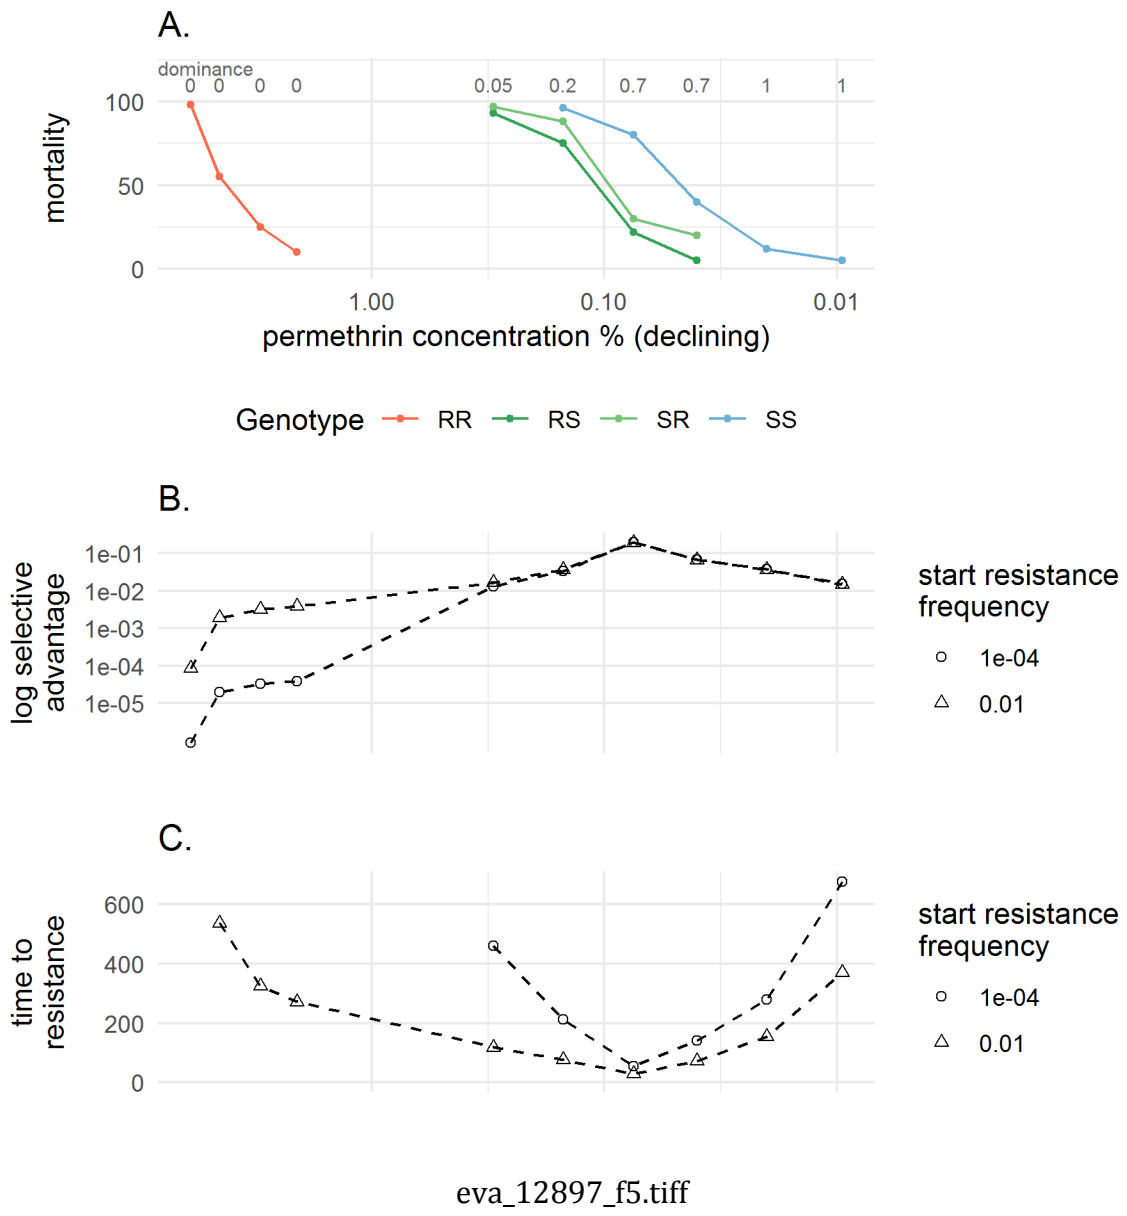 A.
dominance
0 0 0 0 0.05 0.2 0.7 0.7 1 1
100
50
0
mortality
1.00 0.10 0.01
permethrin concentration % (declining)
Genotype RR RS SR SS
B.
1e-01
1e-02
1e-03
1e-04
1e-05
log selective
advantage
start resistance
frequency
1e-04
0.01
C.
600
400
200
0
time to
resistance
start resistance
frequency
1e-04
0.01
eva_12897_f5.tiff